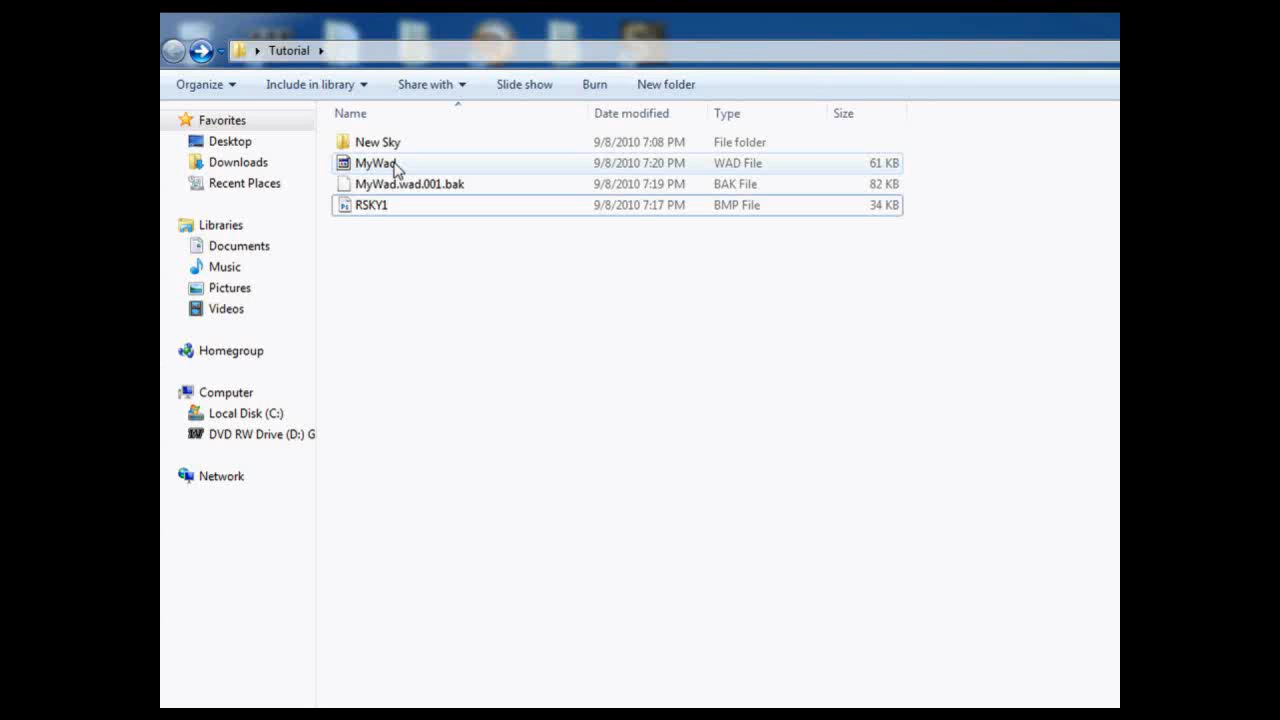 Tutorial
Organize Include in library Share with Slide show Burn New folder
Name Date modified Type Size
Favorites
Desktop
Downloads
Recent Places
Libraries
Documents
Music
Pictures
Videos
Homegroup
Computer
Local Disk (C:)
DVD RW Drive (D:) G
Network
New Sky 9/8/2010 7:08 PM File folder
MyWad 9/8/2010 7:20 PM WAD File 61 KB
MyWad.wad.001.bak 9/8/2010 7:19 PM BAK File 82 KB
RSKY1 9/8/2010 7:17 PM BMP File 34 KB